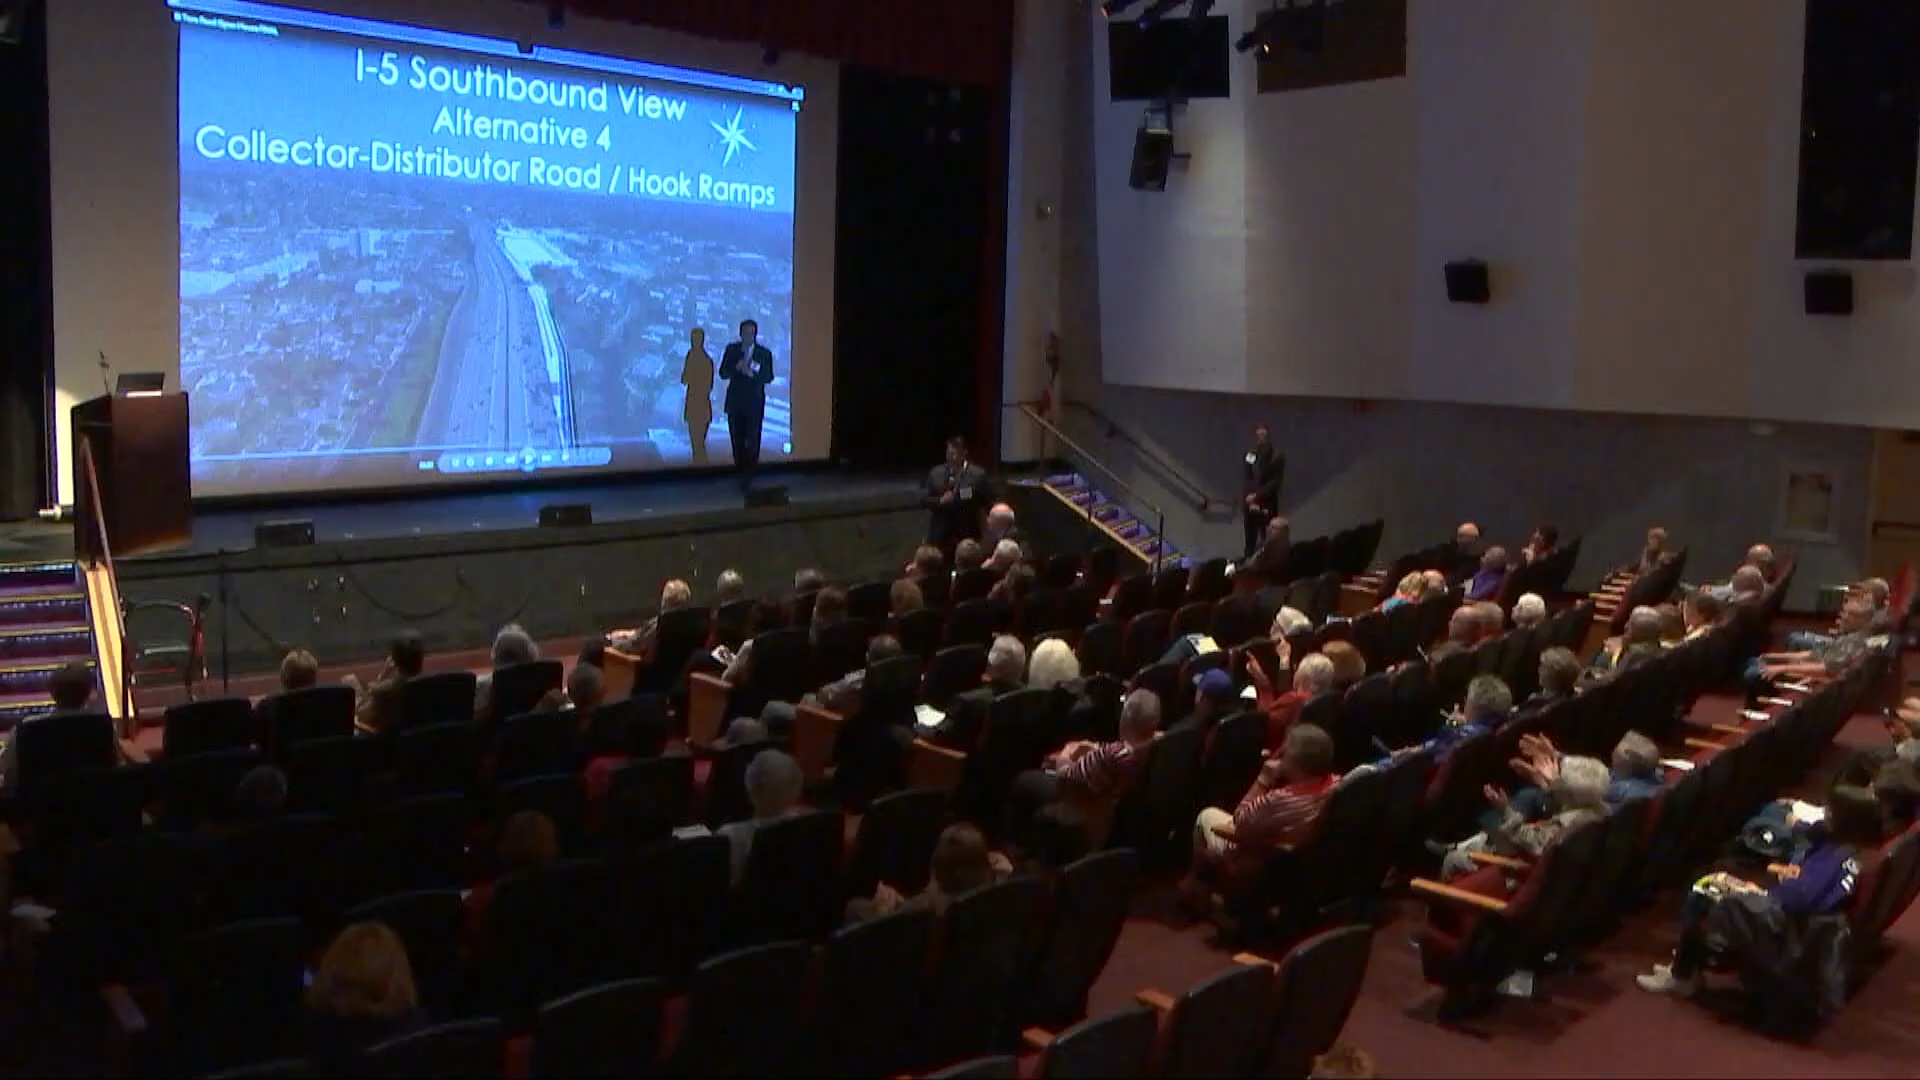 I-5 Southbound View
Alternative 4
Collector-Distributor Road / Hook Ramps